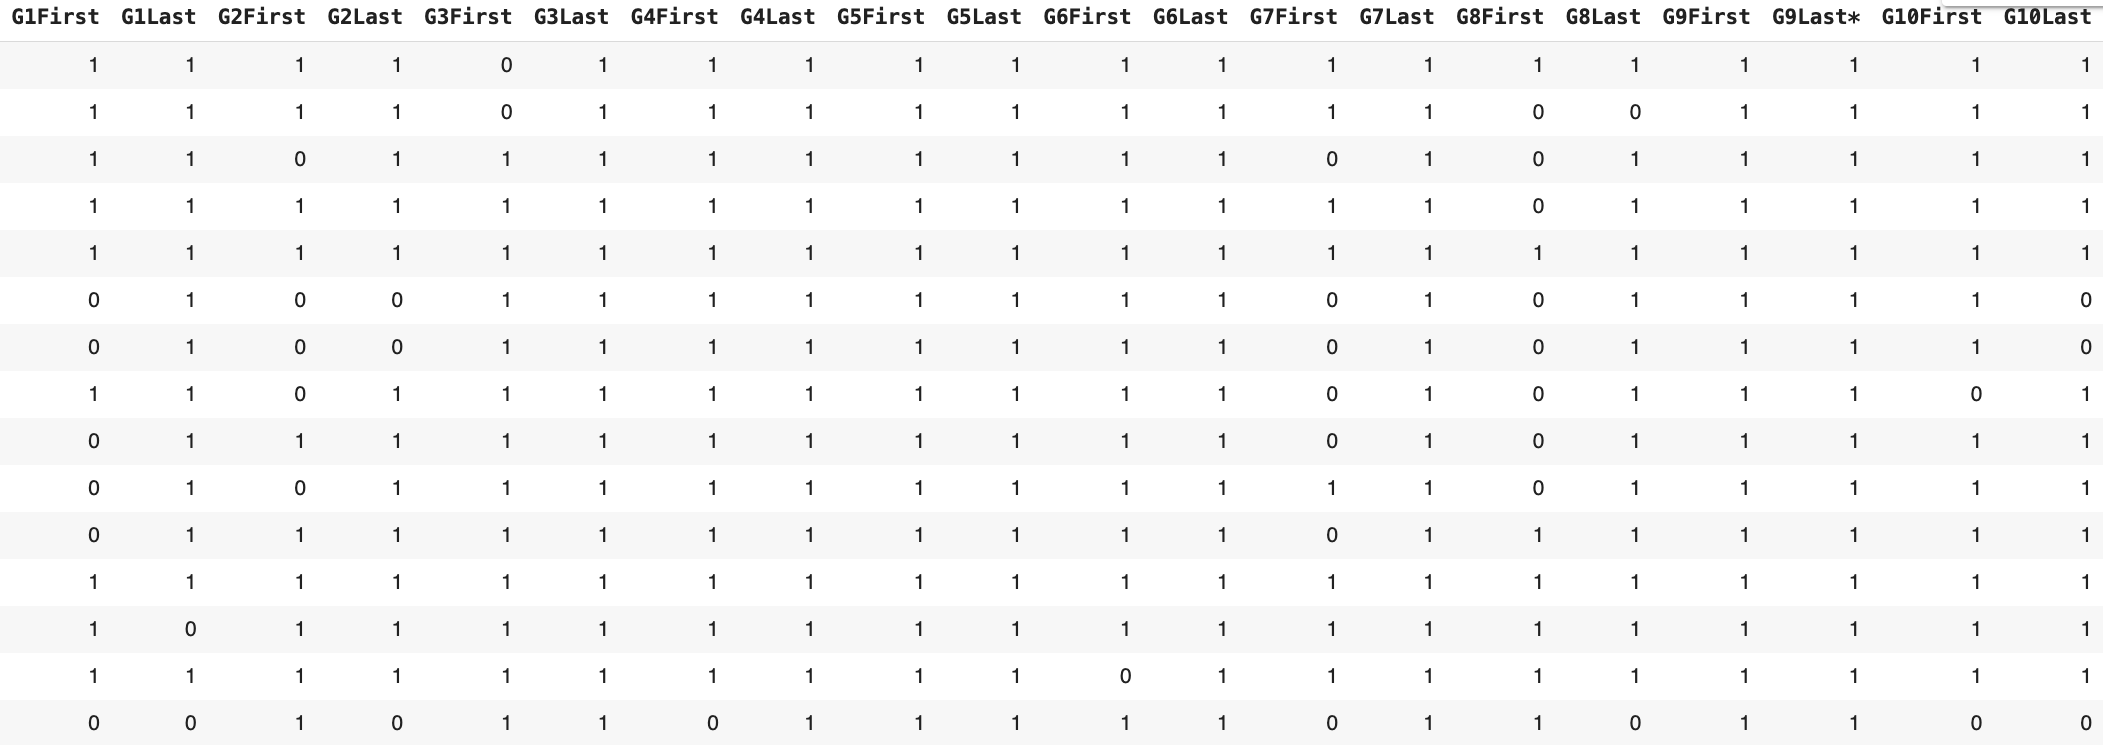 G1First G1Last G2First G2Last G3First G3Last G4First G4Last G5First G5Last G6First G6Last G7First G7Last G8First G8Last G9First G9Last* G10First G10Last
1 1 1 1 0 1 1 1 1 1 1 1 1 1 1 1 1 1 1 1
1 1 1 1 0 1 1 1 1 1 1 1 1 1 0 0 1 1 1 1
1 1 0 1 1 1 1 1 1 1 1 1 0 1 0 1 1 1 1 1
1 1 1 1 1 1 1 1 1 1 1 1 1 1 0 1 1 1 1 1
1 1 1 1 1 1 1 1 1 1 1 1 1 1 1 1 1 1 1 1
0 1 0 0 1 1 1 1 1 1 1 1 0 1 0 1 1 1 1 0
0 1 0 0 1 1 1 1 1 1 1 1 0 1 0 1 1 1 1 0
1 1 0 1 1 1 1 1 1 1 1 1 0 1 0 1 1 1 0 1
0 1 1 1 1 1 1 1 1 1 1 1 0 1 0 1 1 1 1 1
0 1 0 1 1 1 1 1 1 1 1 1 1 1 0 1 1 1 1 1
0 1 1 1 1 1 1 1 1 1 1 1 0 1 1 1 1 1 1 1
1 1 1 1 1 1 1 1 1 1 1 1 1 1 1 1 1 1 1 1
1 0 1 1 1 1 1 1 1 1 1 1 1 1 1 1 1 1 1 1
1 1 1 1 1 1 1 1 1 1 0 1 1 1 1 1 1 1 1 1
0 0 1 0 1 1 0 1 1 1 1 1 0 1 1 0 1 1 0 0